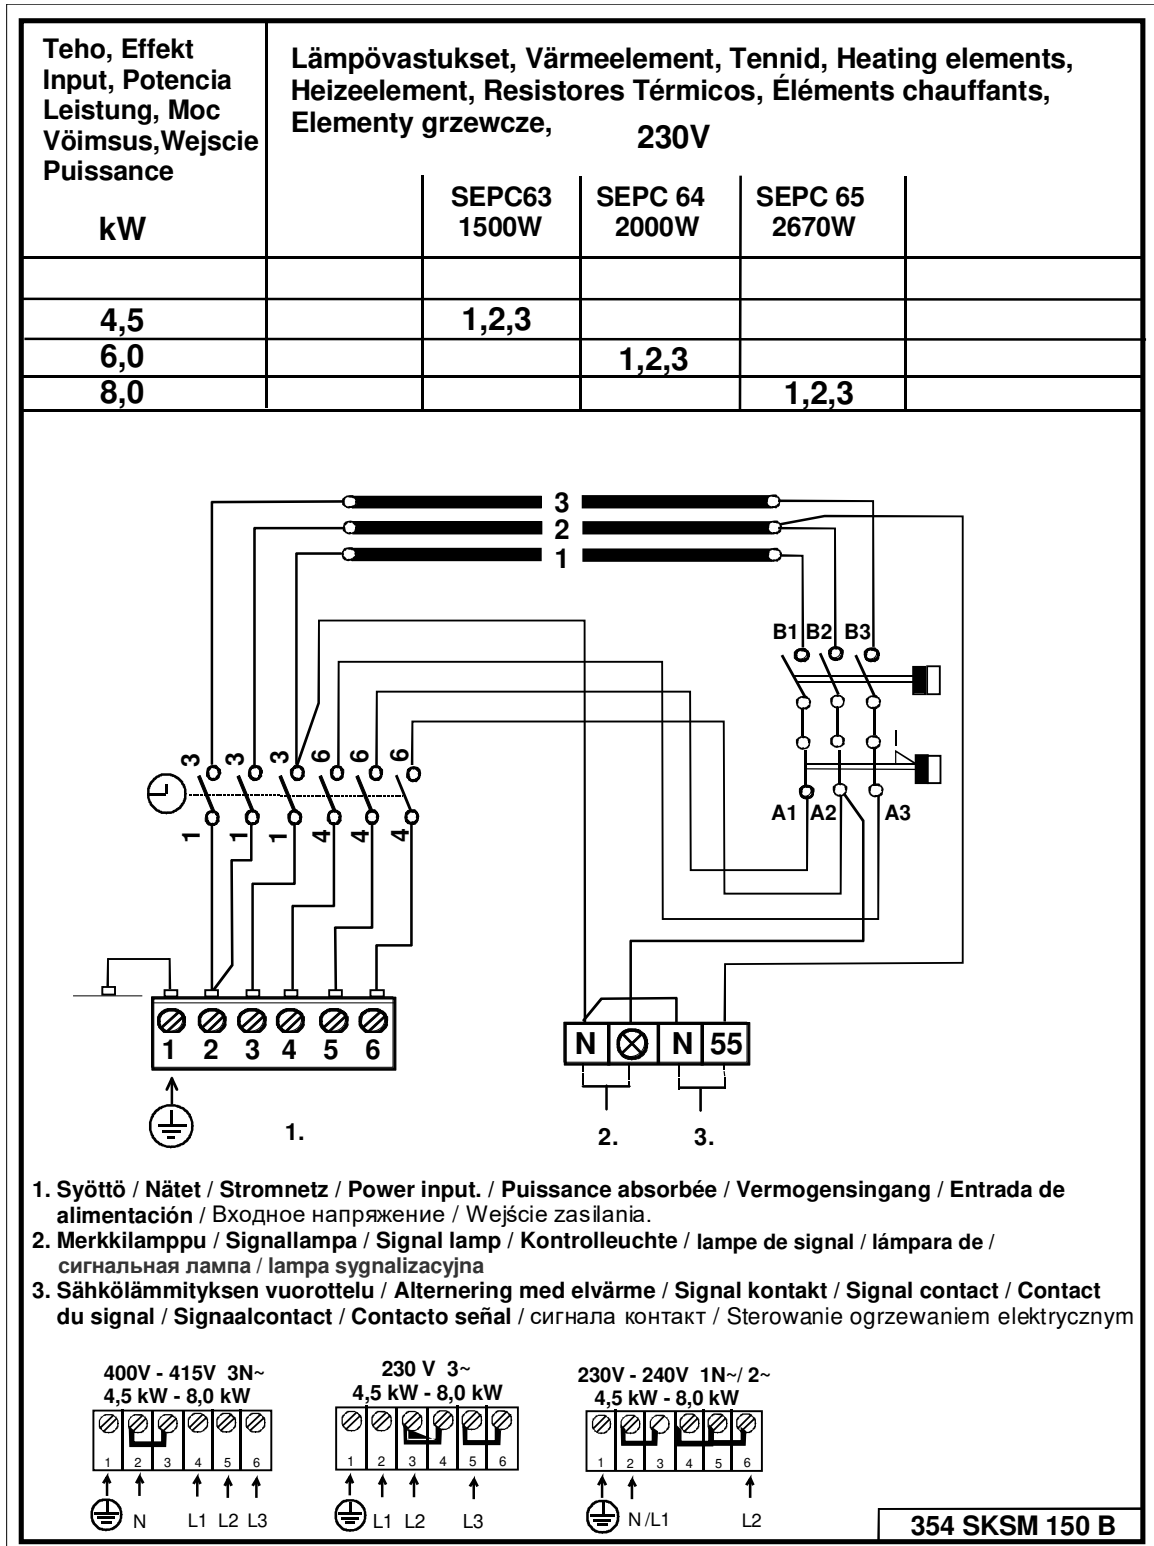 Teho, Effekt
Input, Potencia
Leistung, Moc
Vöimsus,Wejscie
Puissance
kW
Lämpövastukset, Värmeelement, Tennid, Heating elements,
Heizeelement, Resistores Térmicos, Éléments chauffants,
Elementy grzewcze, 230V
SEPC63 SEPC 64 SEPC 65
1500W 2000W 2670W
4,5 1,2,3
6,0 1,2,3
8,0 1,2,3
3
2
1
B1 B2 B3
3 3 3 6 6 6
1 1 1 4 4 4
A1 A2 A3
1 2 3 4 5 6
N N 55
1. 2. 3.
1. Syöttö / Nätet / Stromnetz / Power input. / Puissance absorbée / Vermogensingang / Entrada de
alimentación / Входное напряжение / Wejście zasilania.
2. Merkkilamppu / Signallampa / Signal lamp / Kontrolleuchte / lampe de signal / lámpara de /
сигнальная лампа / lampa sygnalizacyjna
3. Sähkölämmityksen vuorottelu / Alternering med elvärme / Signal kontakt / Signal contact / Contact
du signal / Signaalcontact / Contacto señal / сигнала контакт / Sterowanie ogrzewaniem elektrycznym
400V - 415V 3N~
4,5 kW - 8,0 kW
1 2 3 4 5 6
N L1 L2 L3
230 V 3~
4,5 kW - 8,0 kW
1 2 3 4 5 6
L1 L2 L3
230V - 240V 1N~/ 2~
4,5 kW - 8,0 kW
1 2 3 4 5 6
N /L1 L2
354 SKSM 150 B